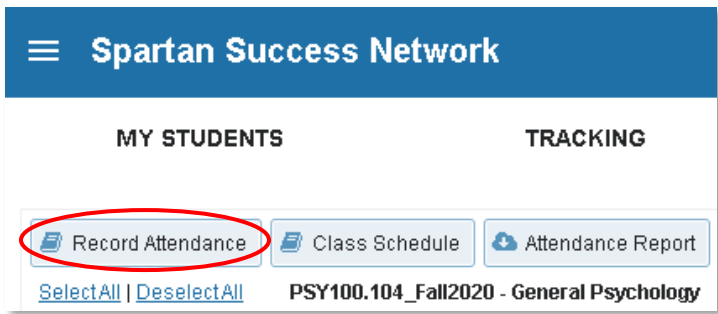 Spartan Success Network
MY STUDENTS TRACKING
Record Attendance Class Schedule Attendance Report
Select All | Deselect All PSY100.104_Fall2020 - General Psychology